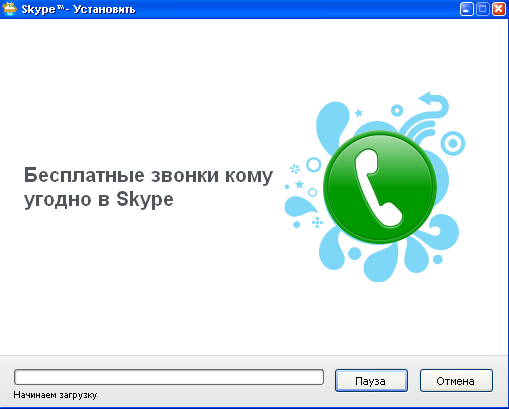 Skype™- Установить
Бесплатные звонки кому
угодно в Skype
Пауза
Отмена
Начинаем загрузку